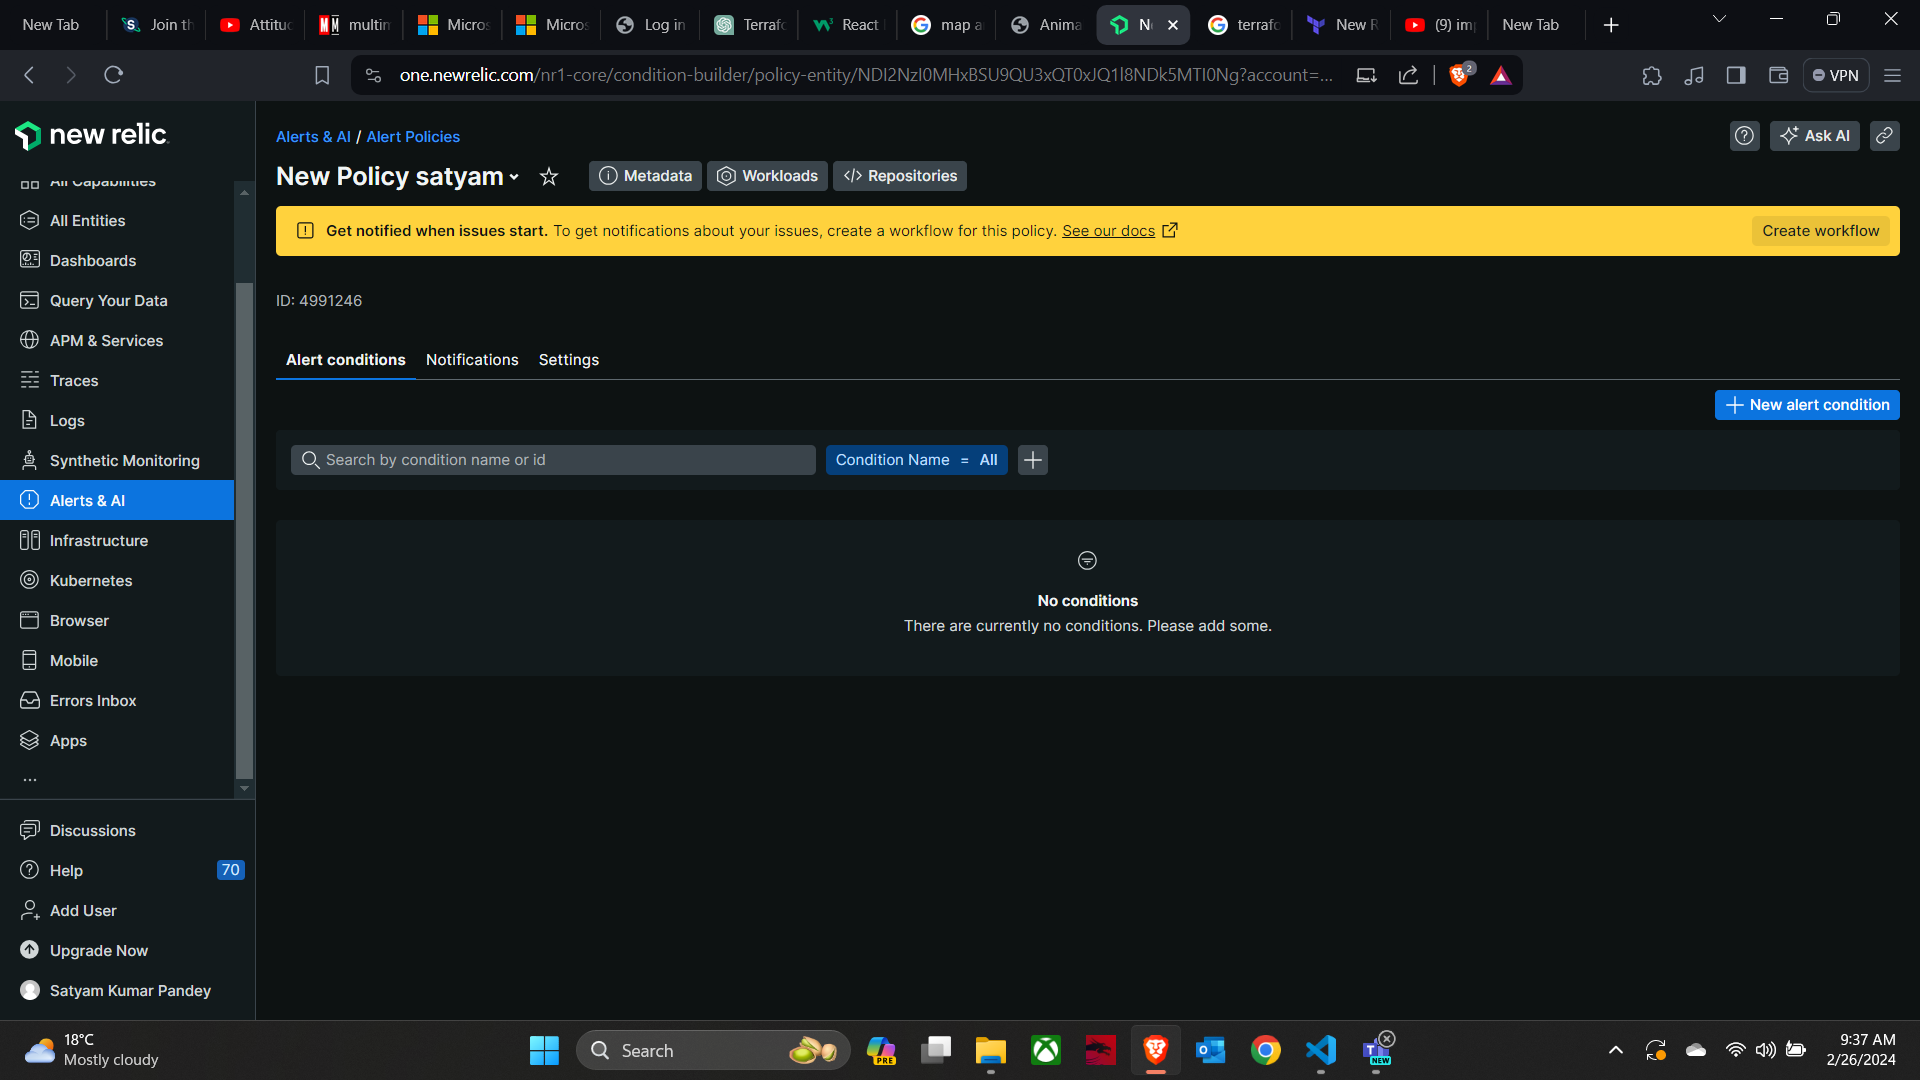 New Tab
Join th
Attituc
multin
Micros
Micros
Log in
Terrafo
React
map a
Anima
Ne
terrafo
New R
(9) im
New Tab
one.newrelic.com/nr1-core/condition-builder/policy-entity/NDI2NzI0MHxBSU9QU3xQT0xJQ1l8NDk5MTI0Ng?account=...
2
VPN
new relic
Alerts & AI / Alert Policies
Ask AI
New Policy satyam
Metadata
Workloads
Repositories
Get notified when issues start. To get notifications about your issues, create a workflow for this policy. See our docs
Create workflow
ID: 4991246
Alert conditions
Notifications
Settings
New alert condition
Search by condition name or id
Condition Name = All
No conditions
There are currently no conditions. Please add some.
All Capabilities
All Entities
Dashboards
Query Your Data
APM & Services
Traces
Logs
Synthetic Monitoring
Alerts & AI
Infrastructure
Kubernetes
Browser
Mobile
Errors Inbox
Apps
...
Discussions
Help
70
Add User
Upgrade Now
Satyam Kumar Pandey
18°C
Mostly cloudy
Search
PRE
NEW
9:37 AM
2/26/2024